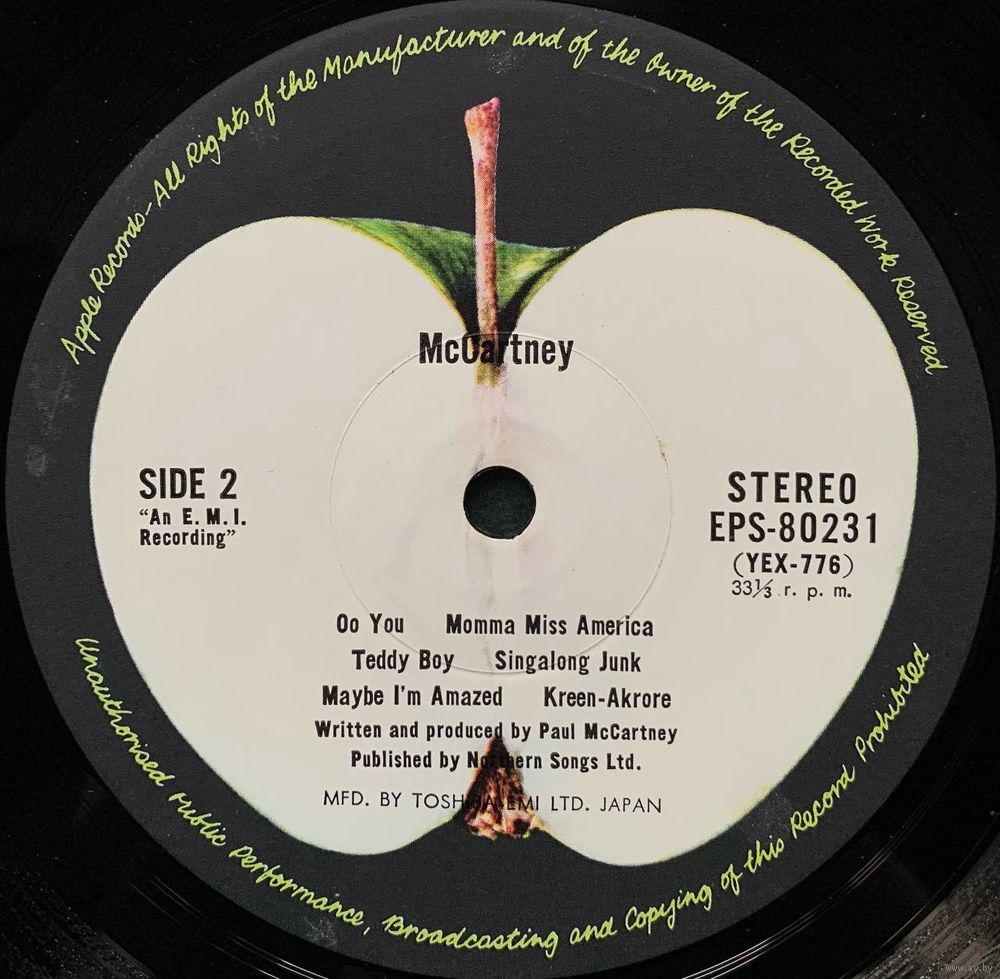 Apple Records-All Rights of the Manufacturer and of the Owner of the Recorded Work Reserved
McCartney
SIDE 2
“An E. M. I.
Recording”
STEREO
EPS-80231
(YEX-776)
33⅓ r. p. m.
Oo You Momma Miss America
Teddy Boy Singalong Junk
Maybe I'm Amazed Kreen-Akrore
Written and produced by Paul McCartney
Published by Northern Songs Ltd.
MFD. BY TOSHIBA EMI LTD. JAPAN
Unauthorised Public Performance, Broadcasting and Copying of this Record Prohibited
www.ay.by